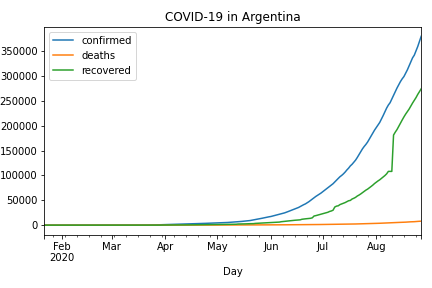 COVID-19 in Argentina
confirmed
deaths
recovered
350000
300000
250000
200000
150000
100000
50000
0
Feb Mar Apr May Jun Jul Aug
2020
Day